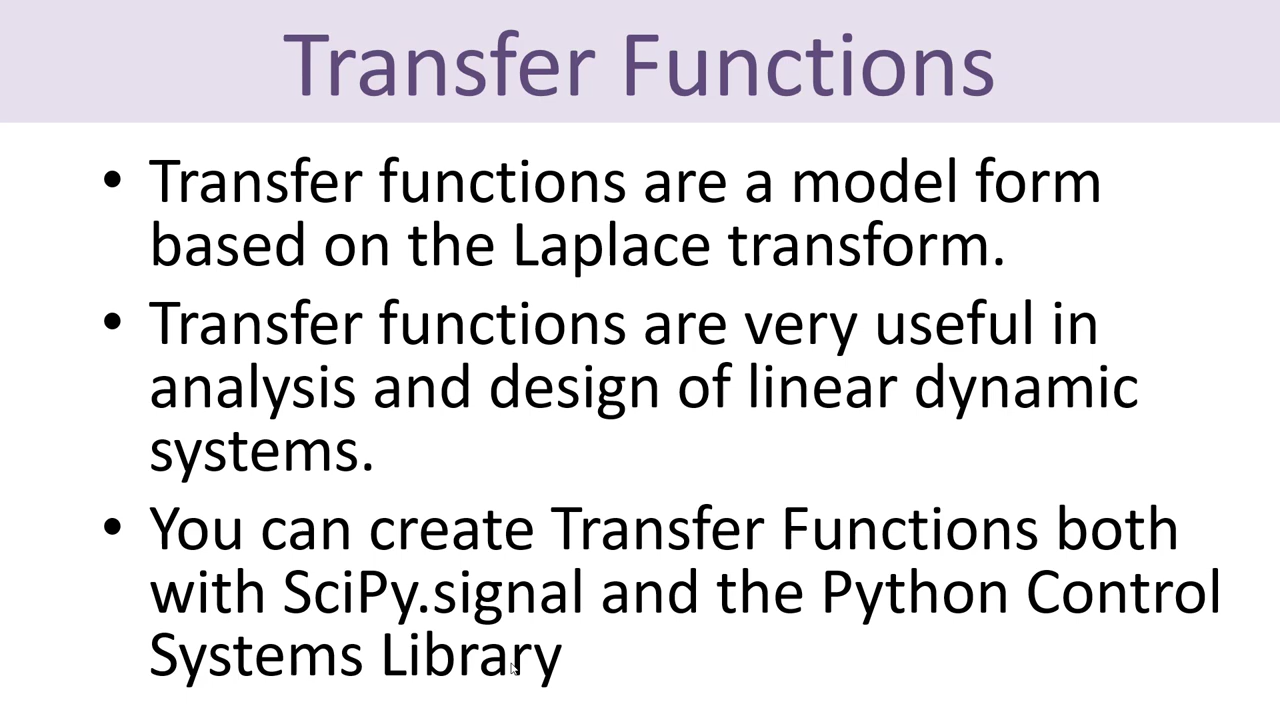 Transfer Functions
• Transfer functions are a model form
based on the Laplace transform.
• Transfer functions are very useful in
analysis and design of linear dynamic
systems.
• You can create Transfer Functions both
with SciPy.signal and the Python Control
Systems Library